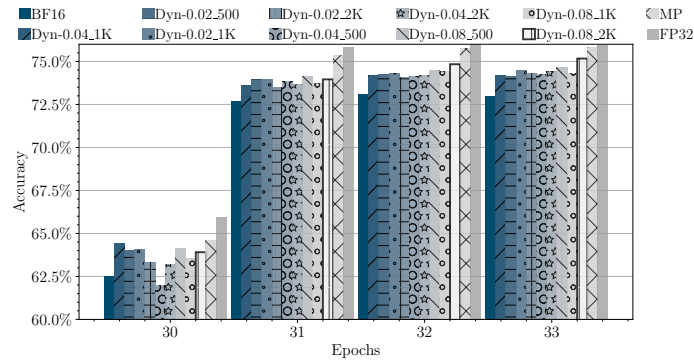 BF16 Dyn-0.02_500 Dyn-0.02_2K Dyn-0.04_2K Dyn-0.08_1K MP
Dyn-0.04_1K Dyn-0.02_1K Dyn-0.04_500 Dyn-0.08_500 Dyn-0.08_2K FP32
75.0%
72.5%
70.0%
67.5%
65.0%
62.5%
60.0%
Accuracy
30 31 32 33
Epochs